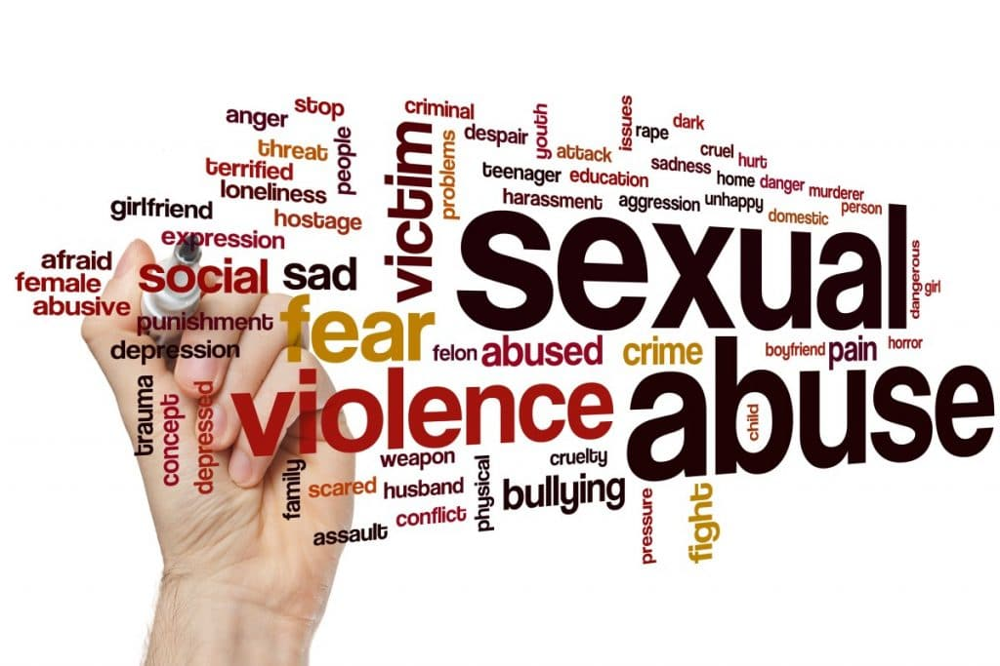 stop
anger
people
threat
terrified
loneliness
hostage
girlfriend
expression
afraid
female
abusive
social
sad
punishment
depression
fear
trauma
concept
depressed
criminal
victim
problems
despair
youth
attack
issues
rape
dark
cruel
hurt
sadness
teenager
education
home
danger
murderer
harassment
aggression
unhappy
domestic
person
sexual
dangerous
girl
felon
abused
crime
boyfriend
pain
horror
violence
abuse
child
weapon
cruelty
family
scared
husband
physical
bullying
conflict
assault
pressure
fight